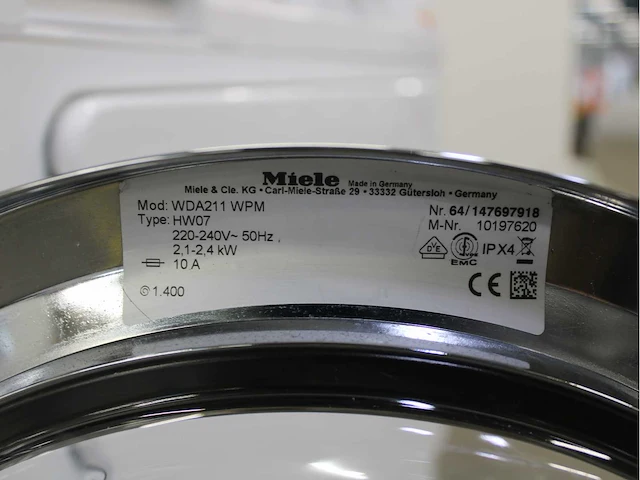 Miele Made in Germany
Miele & Cie. KG • Carl-Miele-Straße 29 • 33332 Gütersloh • Germany
Mod: WDA211 WPM
Nr. 64/147697918
Type: HW07
M-Nr. 10197620
220-240V~ 50Hz
2,1-2,4 kW
IPX4
10 A
EMC
CE
1.400